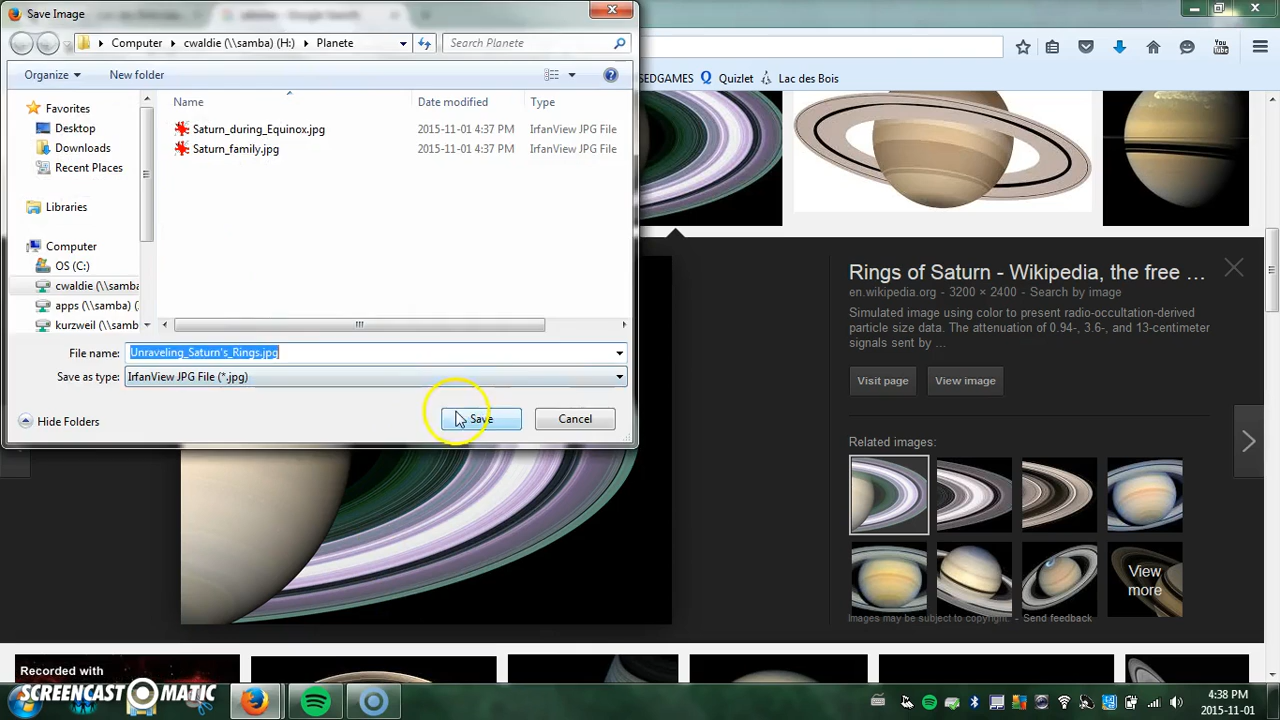 Save Image
Computer
cwaldie (\\samba) (H:)
Planete
Search Planete
Organize
New folder
Name
Date modified
Type
Favorites
Desktop
Downloads
Recent Places
Libraries
Computer
OS (C:)
cwaldie (\\samba
apps (\\samba) (
kurzweil (\\samb
Saturn_during_Equinox.jpg
2015-11-01 4:37 PM
IrfanView JPG File
Saturn_family.jpg
2015-11-01 4:37 PM
IrfanView JPG File
File name:
Unraveling_Saturn's_Rings.jpg
Save as type:
IrfanView JPG File (*.jpg)
Hide Folders
Save
Cancel
You
Tube
SEDGAMES
Quizlet
Lac des Bois
Rings of Saturn - Wikipedia, the free ...
en.wikipedia.org - 3200 × 2400 - Search by image
Simulated image using color to present radio-occultation-derived
particle size data. The attenuation of 0.94-, 3.6-, and 13-centimeter
signals sent by ...
Visit page
View image
Related images:
View
more
Images may be subject to copyright. - Send feedback
Recorded with
SCREENCAST-O-MATIC
4:38 PM
2015-11-01